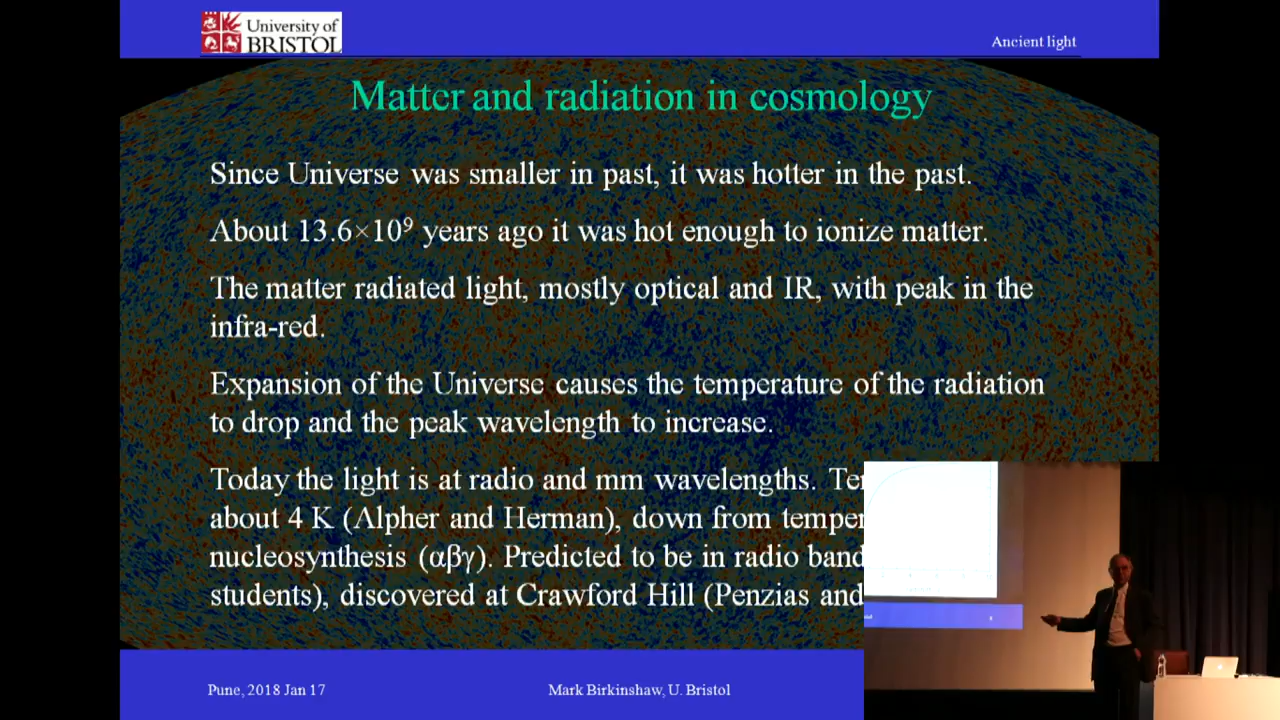 University of
BRISTOL
Ancient light
Matter and radiation in cosmology
Since Universe was smaller in past, it was hotter in the past.
About 13.6×10⁹ years ago it was hot enough to ionize matter.
The matter radiated light, mostly optical and IR, with peak in the
infra-red.
Expansion of the Universe causes the temperature of the radiation
to drop and the peak wavelength to increase.
Today the light is at radio and mm wavelengths.
about 4 K (Alpher and Herman), down from
nucleosynthesis (αβγ). Predicted to be in radio band
students), discovered at Crawford Hill (Penzias and
Pune, 2018 Jan 17
Mark Birkinshaw, U. Bristol